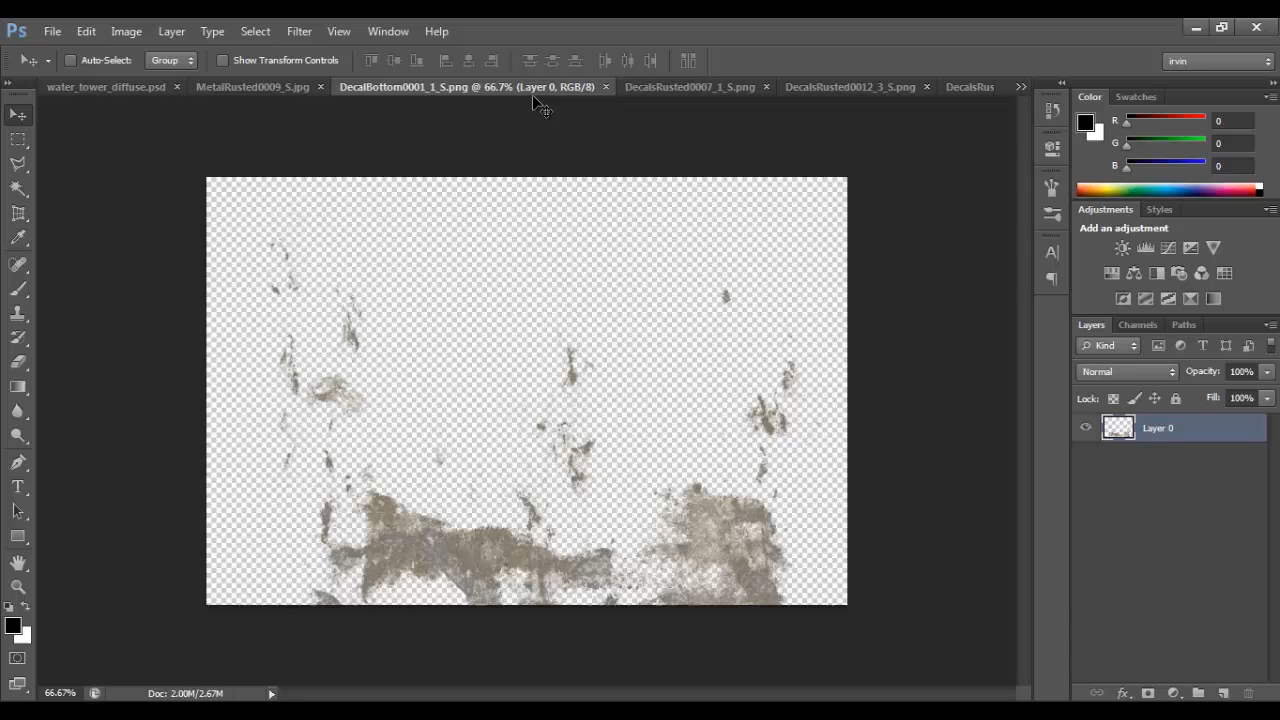 Ps File Edit Image Layer Type Select Filter View Window Help
Auto-Select: Group Show Transform Controls irvin
water_tower_diffuse.psd × MetalRusted0009_S.jpg × DecalBottom0001_1_S.png @ 66.7% (Layer 0, RGB/8) × DecalsRusted0007_1_S.png × DecalsRusted0012_3_S.png × DecalsRus
Color Swatches
R 0
G 0
B 0
Adjustments Styles
Add an adjustment
Layers Channels Paths
Kind
Normal Opacity: 100%
Lock: Fill: 100%
Layer 0
66.67% Doc: 2.00M/2.67M